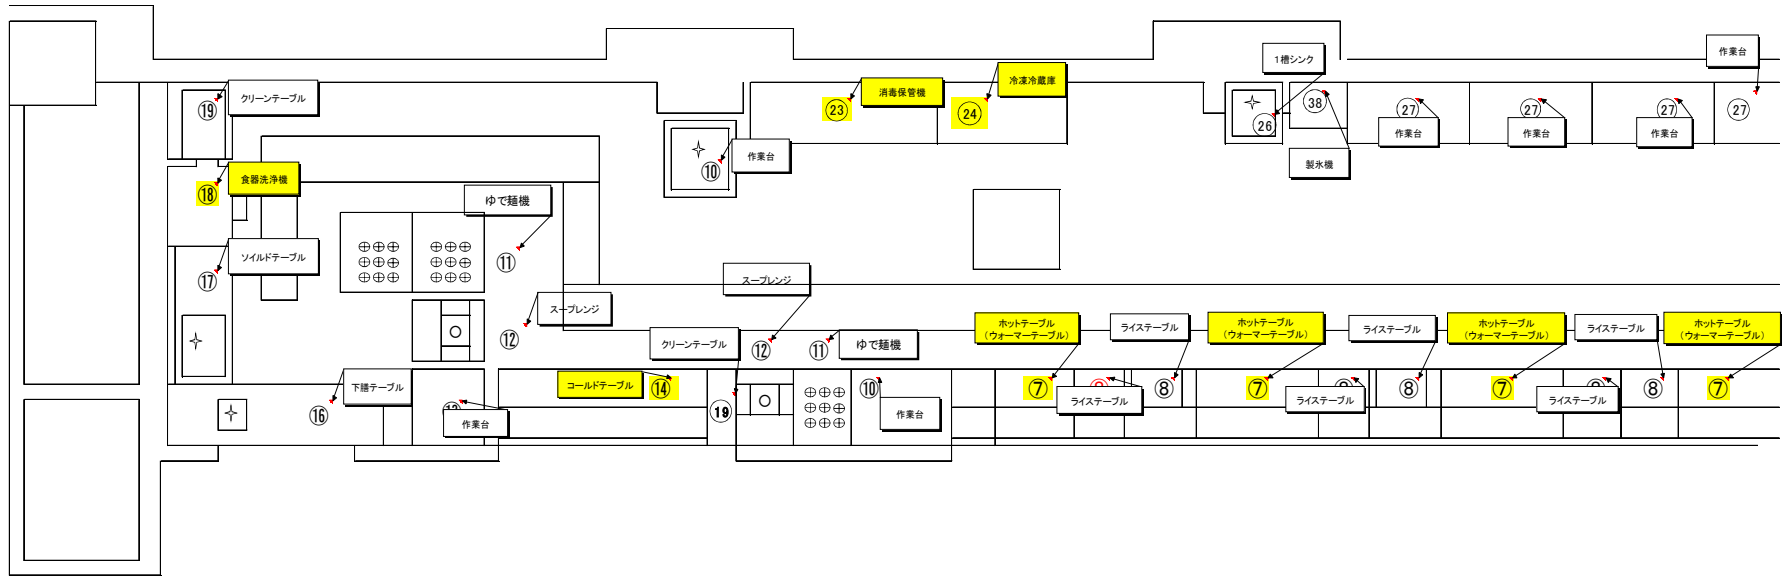 作業台
1槽シンク
冷凍冷蔵庫
消毒保管機
クリーンテーブル
⑲
㉓
㉔
㊳
㉖
㉗
㉗
㉗
㉗
作業台
作業台
作業台
作業台
製氷機
⑩
食器洗浄機
⑱
ゆで麺機
⑪
ソイルドテーブル
⑰
スープレンジ
スープレンジ
⑫
クリーンテーブル
⑫
⑪
ゆで麺機
ホットテーブル
(ウォーマーテーブル)
ライステーブル
ホットテーブル
(ウォーマーテーブル)
ライステーブル
ホットテーブル
(ウォーマーテーブル)
ライステーブル
ホットテーブル
(ウォーマーテーブル)
下膳テーブル
⑯
コールドテーブル
⑭
⑲
⑩
作業台
作業台
⑦
⑧
⑦
⑧
⑦
⑧
⑦
ライステーブル
ライステーブル
ライステーブル